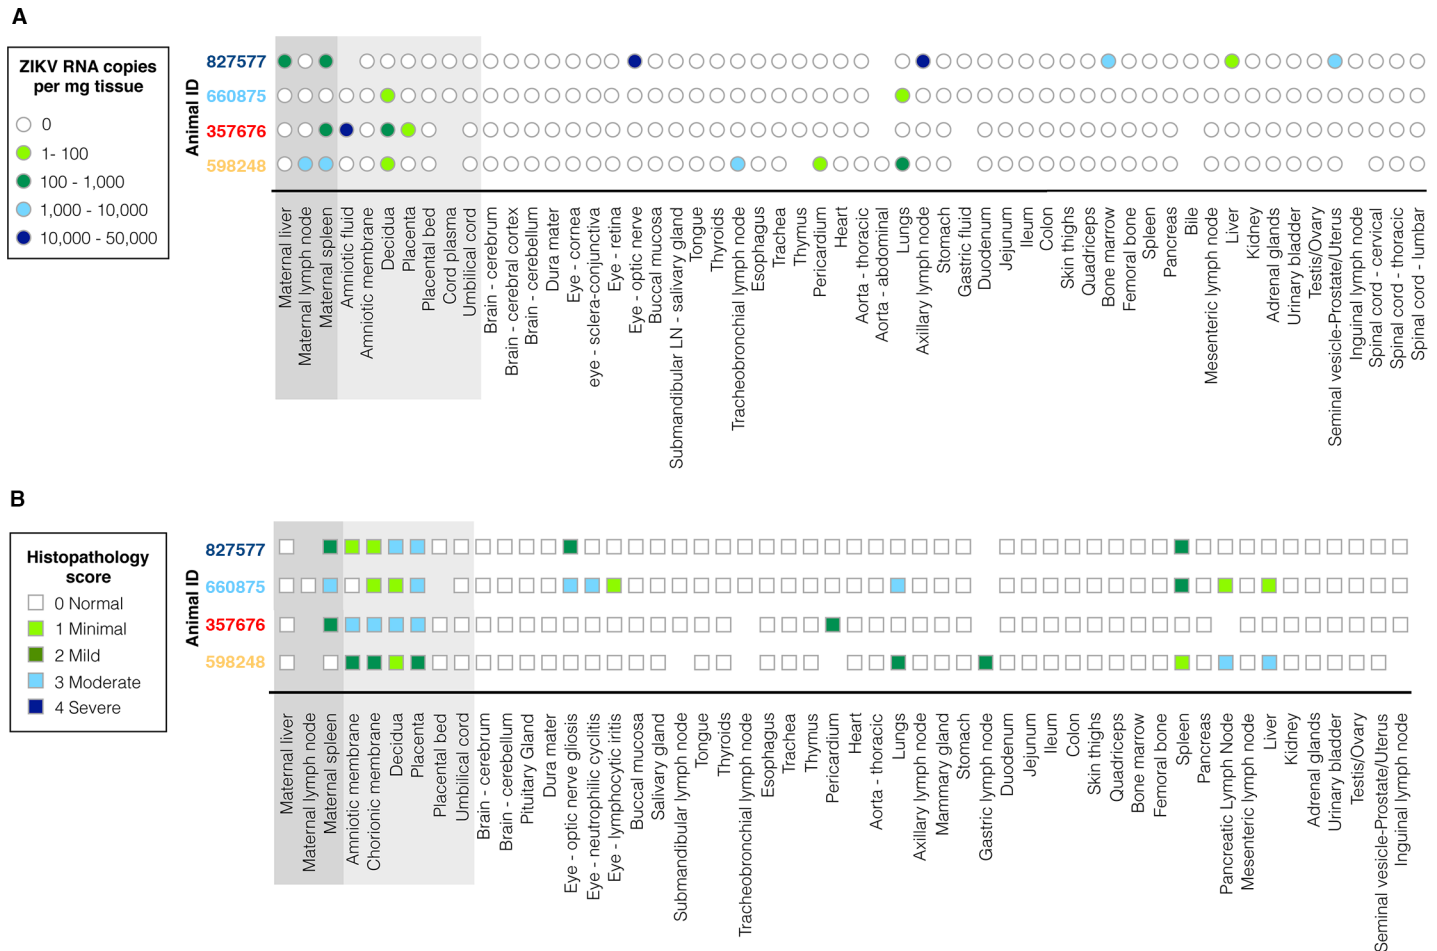 A
ZIKV RNA copies
per mg tissue
0
1- 100
100 - 1,000
1,000 - 10,000
10,000 - 50,000
Animal ID
827577
660875
357676
598248
Maternal liver
Maternal lymph node
Maternal spleen
Amniotic fluid
Amniotic membrane
Decidua
Placenta
Placental bed
Cord plasma
Umbilical cord
Brain - cerebrum
Brain - cerebral cortex
Brain - cerebellum
Dura mater
Eye - cornea
eye - sclera-conjunctiva
Eye - retina
Eye - optic nerve
Buccal mucosa
Submandibular LN - salivary gland
Tongue
Thyroids
Tracheobronchial lymph node
Esophagus
Trachea
Thymus
Pericardium
Heart
Aorta - thoracic
Aorta - abdominal
Lungs
Axillary lymph node
Stomach
Gastric fluid
Duodenum
Jejunum
Ileum
Colon
Skin thighs
Quadriceps
Bone marrow
Femoral bone
Spleen
Pancreas
Bile
Mesenteric lymph node
Liver
Kidney
Adrenal glands
Urinary bladder
Testis/Ovary
Seminal vesicle-Prostate/Uterus
Inguinal lymph node
Spinal cord - cervical
Spinal cord - thoracic
Spinal cord - lumbar
B
Histopathology
score
0 Normal
1 Minimal
2 Mild
3 Moderate
4 Severe
Animal ID
827577
660875
357676
598248
Maternal liver
Maternal lymph node
Maternal spleen
Amniotic membrane
Chorionic membrane
Decidua
Placenta
Placental bed
Umbilical cord
Brain - cerebrum
Brain - cerebellum
Pituitary Gland
Dura mater
Eye - optic nerve gliosis
Eye - neutrophilic cyclitis
Eye - lymphocytic iritis
Buccal mucosa
Salivary gland
Submandibular lymph node
Tongue
Thyroids
Tracheobronchial lymph node
Esophagus
Trachea
Thymus
Pericardium
Heart
Aorta - thoracic
Lungs
Axillary lymph node
Mammary gland
Stomach
Gastric lymph node
Duodenum
Jejunum
Ileum
Colon
Skin thighs
Quadriceps
Bone marrow
Femoral bone
Spleen
Pancreas
Pancreatic Lymph Node
Mesenteric lymph node
Liver
Kidney
Adrenal glands
Urinary bladder
Testis/Ovary
Seminal vesicle-Prostate/Uterus
Inguinal lymph node